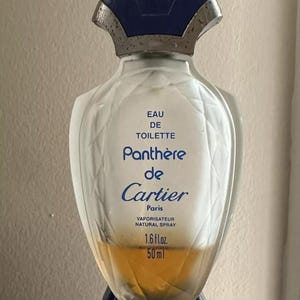 EAU
DE
TOILETTE
Panthère
de
Cartier
Paris
VAPORISATEUR
NATURAL SPRAY
1.6 fl.oz.
50 ml